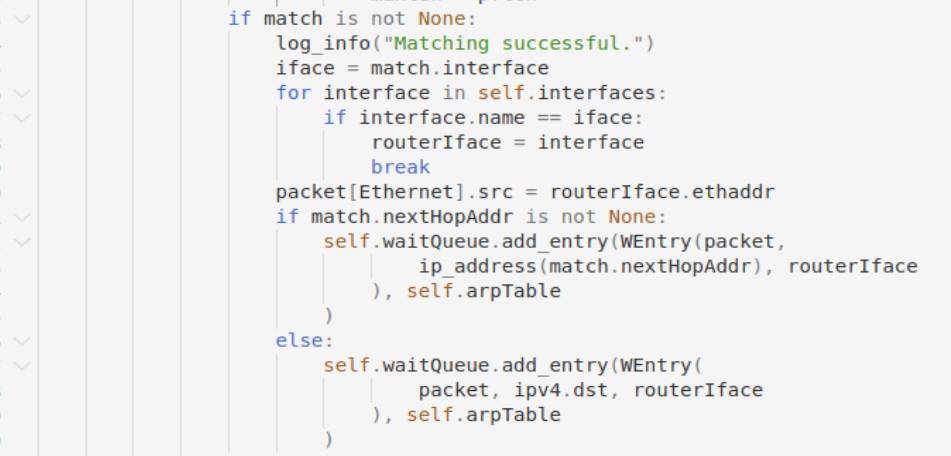 if match is not None:
    log_info("Matching successful.")
    iface = match.interface
    for interface in self.interfaces:
        if interface.name == iface:
            routerIface = interface
            break
    packet[Ethernet].src = routerIface.ethaddr
    if match.nextHopAddr is not None:
        self.waitQueue.add_entry(WEntry(packet,
                ip_address(match.nextHopAddr), routerIface
            ), self.arpTable
        )
    else:
        self.waitQueue.add_entry(WEntry(
                packet, ipv4.dst, routerIface
            ), self.arpTable
        )